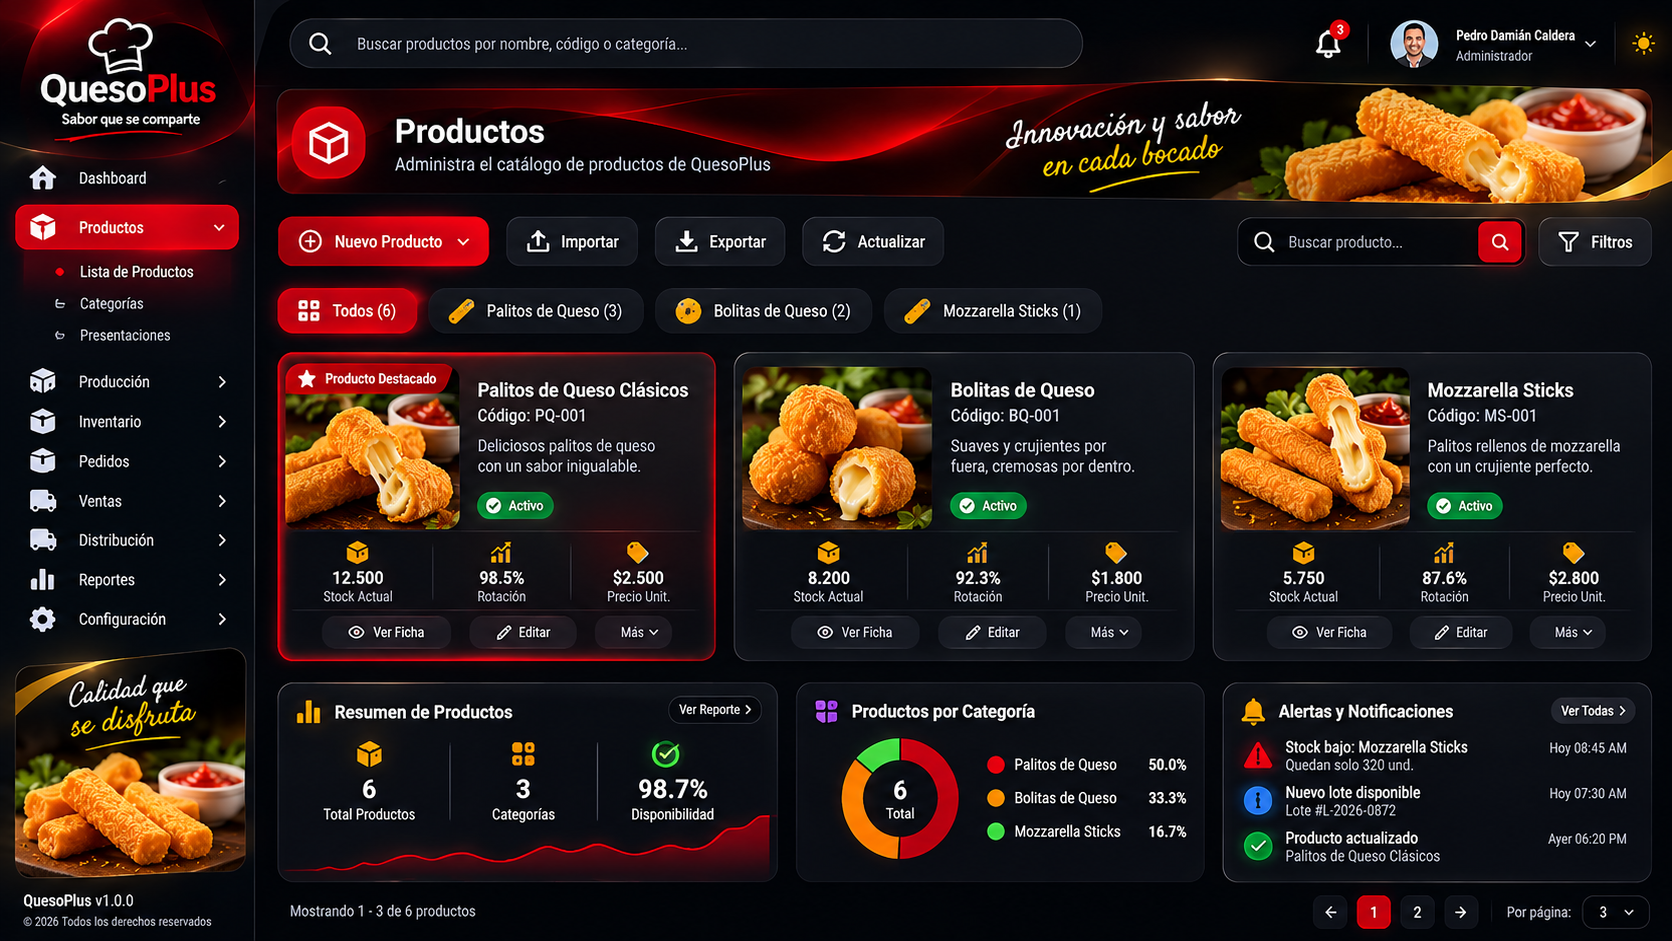 QuesoPlus
Sabor que se comparte
Dashboard
Productos
Lista de Productos
Categorías
Presentaciones
Producción
Inventario
Pedidos
Ventas
Distribución
Reportes
Configuración
Calidad que
se disfruta
QuesoPlus v1.0.0
© 2026 Todos los derechos reservados
Buscar productos por nombre, código o categoría...
3
Pedro Damián Caldera
Administrador
Productos
Administra el catálogo de productos de QuesoPlus
Innovación y sabor
en cada bocado
Nuevo Producto
Importar
Exportar
Actualizar
Buscar producto...
Filtros
Todos (6)
Palitos de Queso (3)
Bolitas de Queso (2)
Mozzarella Sticks (1)
Producto Destacado
Palitos de Queso Clásicos
Código: PQ-001
Deliciosos palitos de queso
con un sabor inigualable.
Activo
12.500
Stock Actual
98.5%
Rotación
$2.500
Precio Unit.
Ver Ficha
Editar
Más
Bolitas de Queso
Código: BQ-001
Suaves y crujientes por
fuera, cremosas por dentro.
Activo
8.200
Stock Actual
92.3%
Rotación
$1.800
Precio Unit.
Ver Ficha
Editar
Más
Mozzarella Sticks
Código: MS-001
Palitos rellenos de mozzarella
con un crujiente perfecto.
Activo
5.750
Stock Actual
87.6%
Rotación
$2.800
Precio Unit.
Ver Ficha
Editar
Más
Resumen de Productos
Ver Reporte
6
Total Productos
3
Categorías
98.7%
Disponibilidad
Productos por Categoría
6
Total
Palitos de Queso 50.0%
Bolitas de Queso 33.3%
Mozzarella Sticks 16.7%
Alertas y Notificaciones
Ver Todas
Stock bajo: Mozzarella Sticks Hoy 08:45 AM
Quedan solo 320 und.
Nuevo lote disponible Hoy 07:30 AM
Lote #L-2026-0872
Producto actualizado Ayer 06:20 PM
Palitos de Queso Clásicos
Mostrando 1 - 3 de 6 productos
1
2
Por página:
3